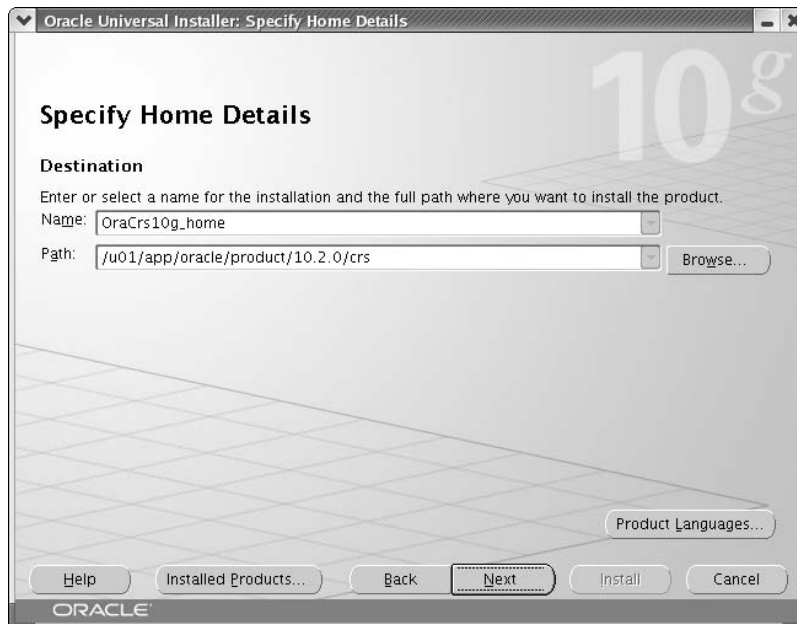 Oracle Universal Installer: Specify Home Details
10g
Specify Home Details
Destination
Enter or select a name for the installation and the full path where you want to install the product.
Name: OraCrs10g_home
Path: /u01/app/oracle/product/10.2.0/crs Browse...
Product Languages...
Help Installed Products... Back Next Install Cancel
ORACLE